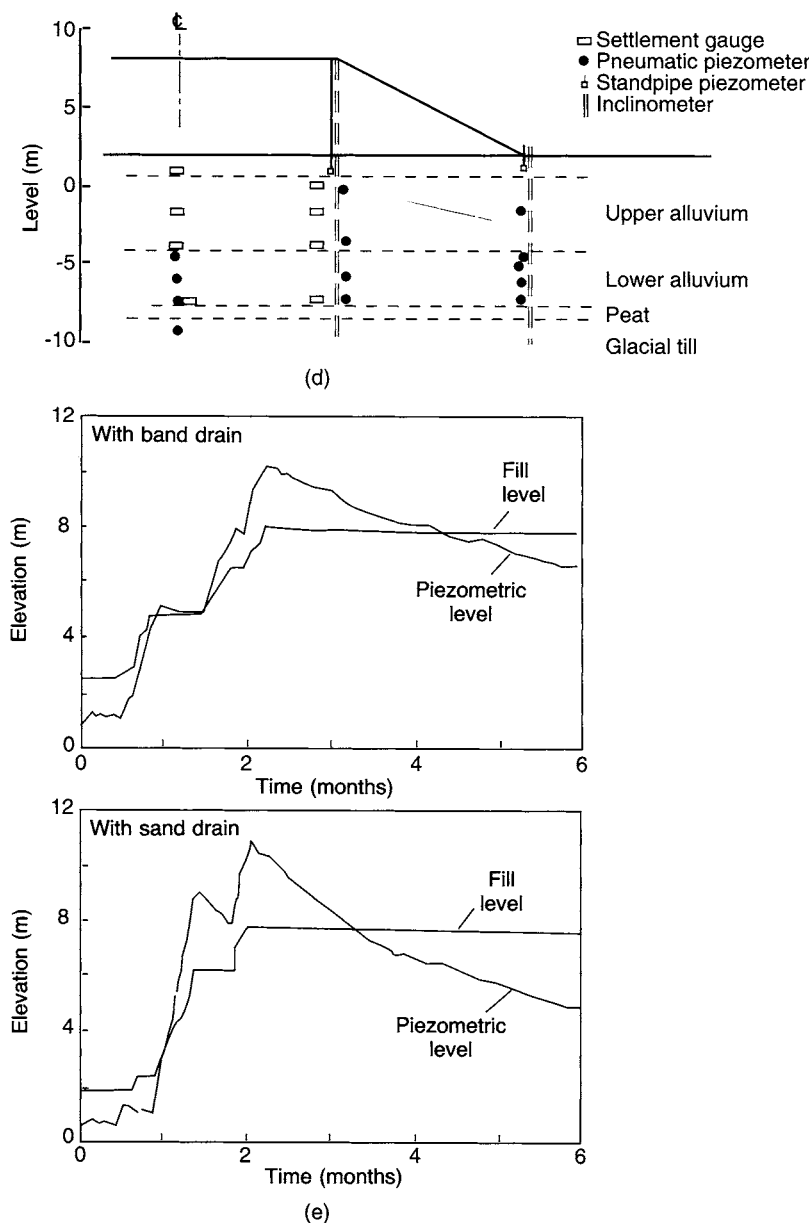 ℄
10
5
0
-5
-10
Level (m)
Settlement gauge
Pneumatic piezometer
Standpipe piezometer
Inclinometer
Upper alluvium
Lower alluvium
Peat
Glacial till
(d)
12
8
4
0
Elevation (m)
With band drain
Fill
level
Piezometric
level
0
2
4
6
Time (months)
12
8
4
0
Elevation (m)
With sand drain
Fill
level
Piezometric
level
0
2
4
6
Time (months)
(e)